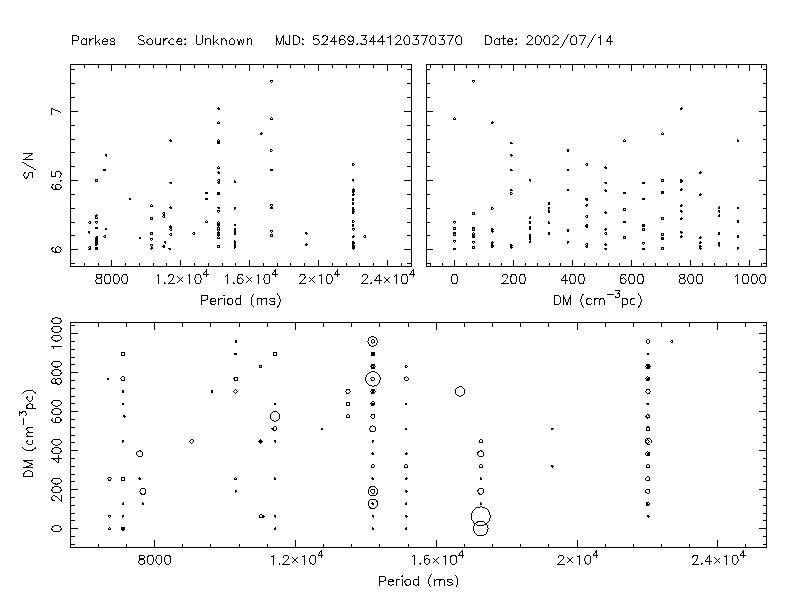 Parkes Source: Unknown MJD: 52469.344120370370 Date: 2002/07/14
S/N
7
6.5
6
8000 1.2×10⁴ 1.6×10⁴ 2×10⁴ 2.4×10⁴
Period (ms)
0 200 400 600 800 1000
DM (cm⁻³pc)
DM (cm⁻³pc)
1000
800
600
400
200
0
8000 1.2×10⁴ 1.6×10⁴ 2×10⁴ 2.4×10⁴
Period (ms)